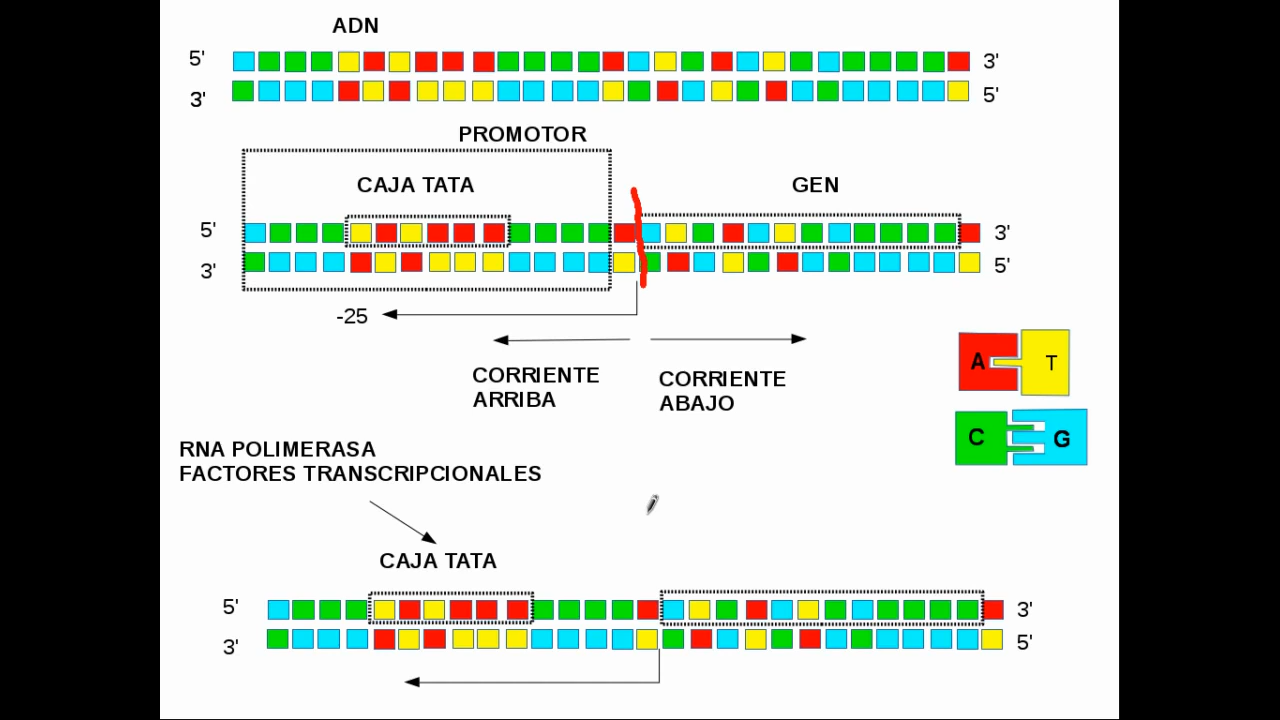 ADN
5' 3'
3' 5'
PROMOTOR
CAJA TATA GEN
5' 3'
3' 5'
-25
CORRIENTE
ARRIBA
CORRIENTE
ABAJO
A T
C G
RNA POLIMERASA
FACTORES TRANSCRIPCIONALES
CAJA TATA
5' 3'
3' 5'